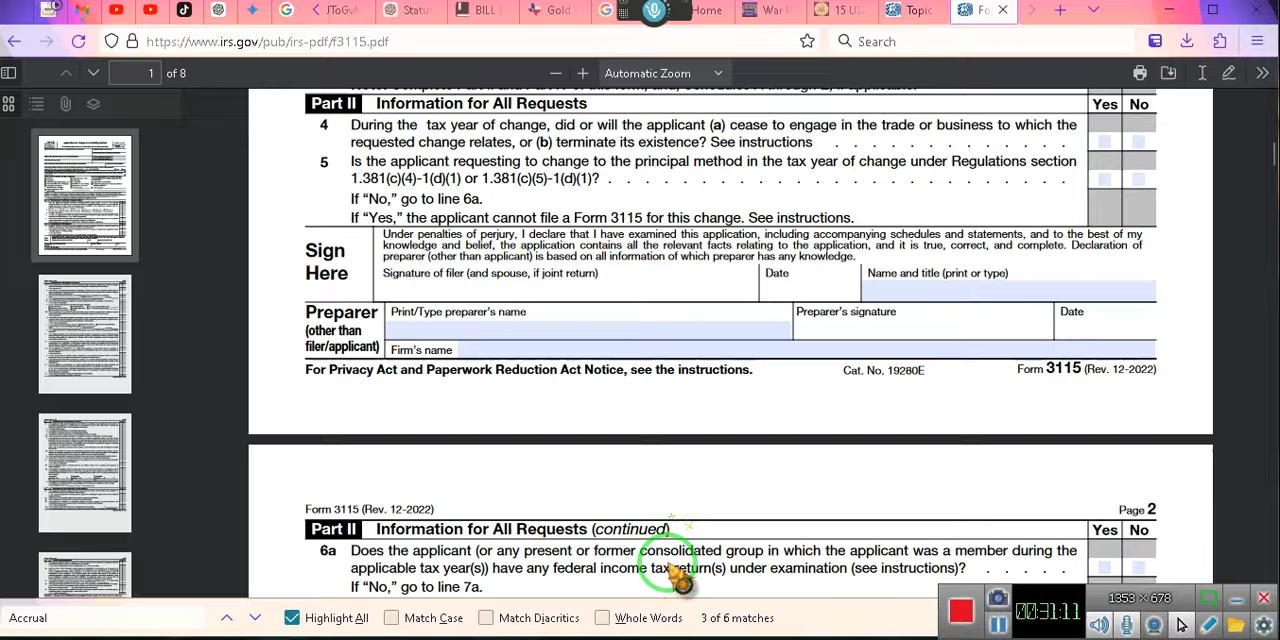 JToGvN
Statu
BILL
Gold
Home
War P
15 US
Topic
Fo
https://www.irs.gov/pub/irs-pdf/f3115.pdf
Search
1 of 8
Automatic Zoom
Part II Information for All Requests Yes No
4 During the tax year of change, did or will the applicant (a) cease to engage in the trade or business to which the
requested change relates, or (b) terminate its existence? See instructions . . . . . . . . . . . . .
5 Is the applicant requesting to change to the principal method in the tax year of change under Regulations section
1.381(c)(4)-1(d)(1) or 1.381(c)(5)-1(d)(1)? . . . . . . . . . . . . . . . . . . . . . . . .
If “No,” go to line 6a.
If “Yes,” the applicant cannot file a Form 3115 for this change. See instructions.
Sign
Here
Under penalties of perjury, I declare that I have examined this application, including accompanying schedules and statements, and to the best of my
knowledge and belief, the application contains all the relevant facts relating to the application, and it is true, correct, and complete. Declaration of
preparer (other than applicant) is based on all information of which preparer has any knowledge.
Signature of filer (and spouse, if joint return) Date Name and title (print or type)
Preparer
(other than
filer/applicant)
Print/Type preparer’s name Preparer’s signature Date
Firm’s name
For Privacy Act and Paperwork Reduction Act Notice, see the instructions. Cat. No. 19280E Form 3115 (Rev. 12-2022)
Form 3115 (Rev. 12-2022) Page 2
Part II Information for All Requests (continued) Yes No
6a Does the applicant (or any present or former consolidated group in which the applicant was a member during the
applicable tax year(s)) have any federal income tax return(s) under examination (see instructions)? . . . . .
If “No,” go to line 7a.
1353 × 678
00:31:11
Accrual Highlight All Match Case Match Diacritics Whole Words 3 of 6 matches